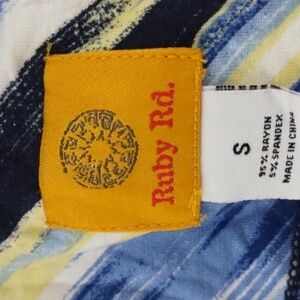 Ruby Rd.
S
95% RAYON
5% SPANDEX
MADE IN CHINA